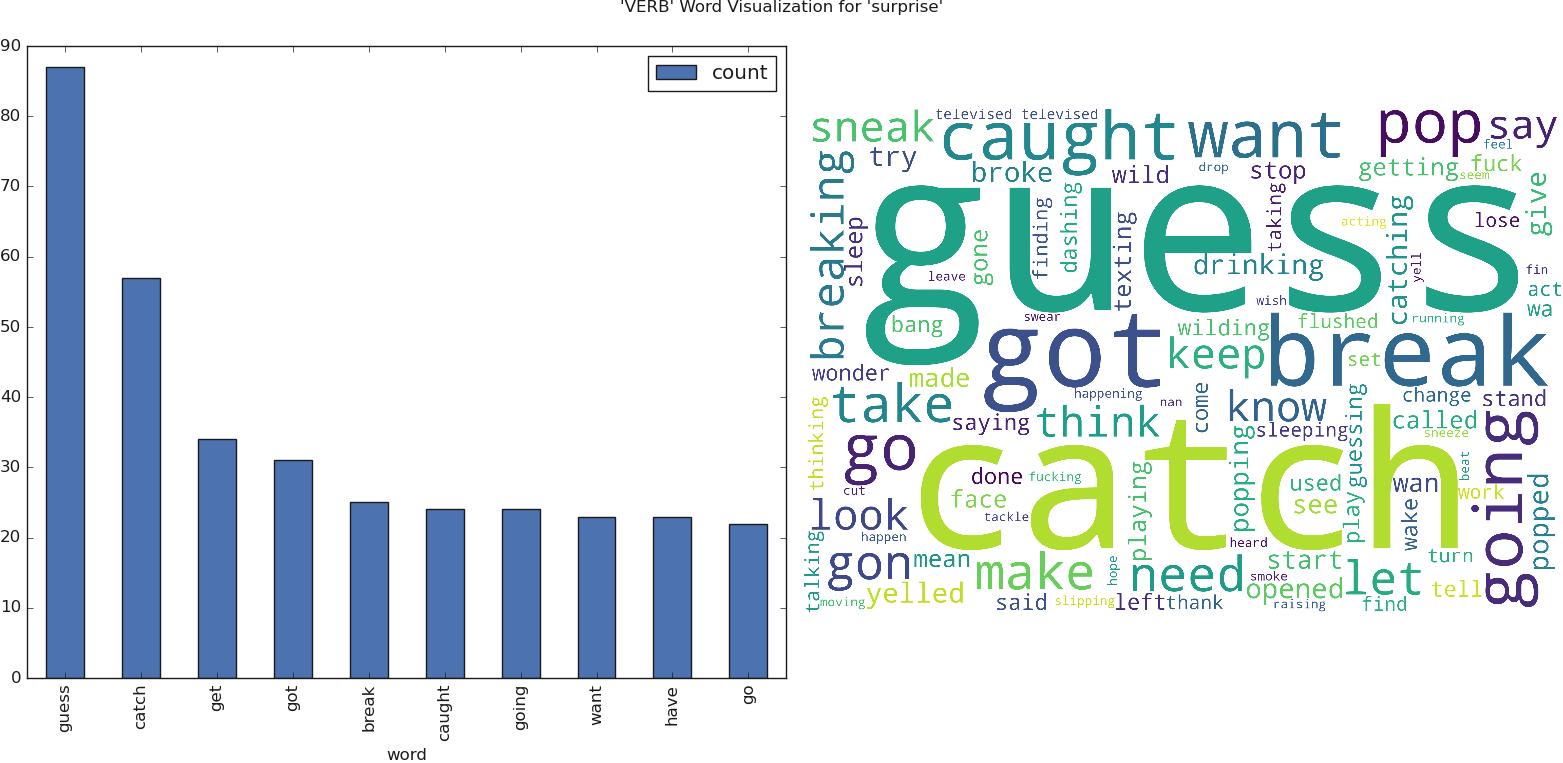 'VERB' Word Visualization for 'surprise'
count
90
80
70
60
50
40
30
20
10
0
guess
catch
get
got
break
caught
going
want
have
go
word
televised televised
sneak
caught
want
pop
say
feel
try
broke
wild
drop
stop
getting
fuck
seem
breaking
sleep
guess
gone
finding
dashing
texting
taking
acting
catching
lose
give
leave
drinking
yell
fin
act
wa
wish
bang
swear
got
wilding
flushed
running
break
keep
set
wonder
made
happening
nan
come
change
stand
take
saying
think
know
sleeping
guessing
called
sneeze
thinking
go
catch
going
cut
done
fucking
face
tackle
playing
popping
used
see
play
wan
beat
work
look
happen
wake
popped
heard
talking
gon
mean
make
hope
need
smoke
start
opened
let
turn
tell
moving
yelled
said
slipping
left
thank
raising
find